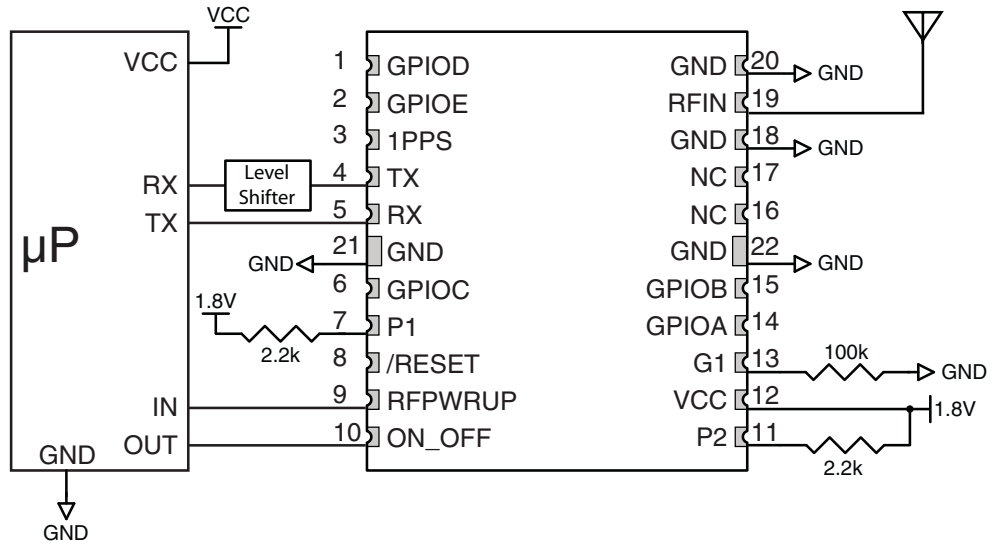 VCC
VCC
1 GPIOD
2 GPIOE
3 1PPS
RX Level Shifter 4 TX
TX 5 RX
µP
GND 21 GND
6 GPIOC
1.8V
7 P1
2.2k
8 /RESET
IN 9 RFPWRUP
OUT 10 ON_OFF
GND
GND
GND 20 GND
RFIN 19
GND 18 GND
NC 17
NC 16
GND 22 GND
GPIOB 15
GPIOA 14
G1 13 100k GND
VCC 12 1.8V
P2 11
2.2k